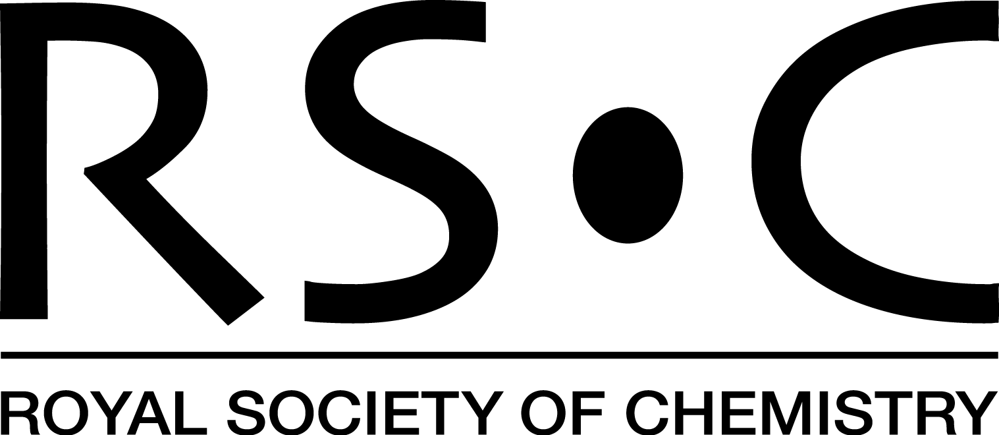 RS•C
ROYAL SOCIETY OF CHEMISTRY